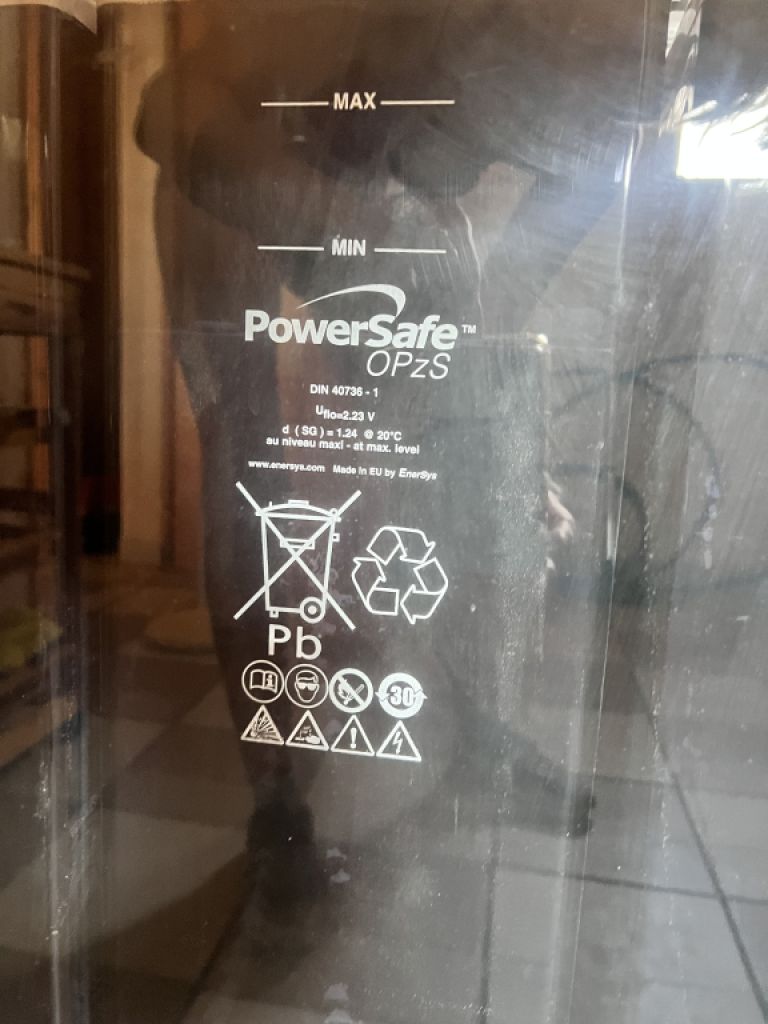 MAX
MIN
PowerSafe™
OPzS
DIN 40736 - 1
Uflo=2.23 V
d ( SG ) = 1.24 @ 20°C
au niveau maxi - at max. level
www.enersys.com Made in EU by EnerSys
Pb
30